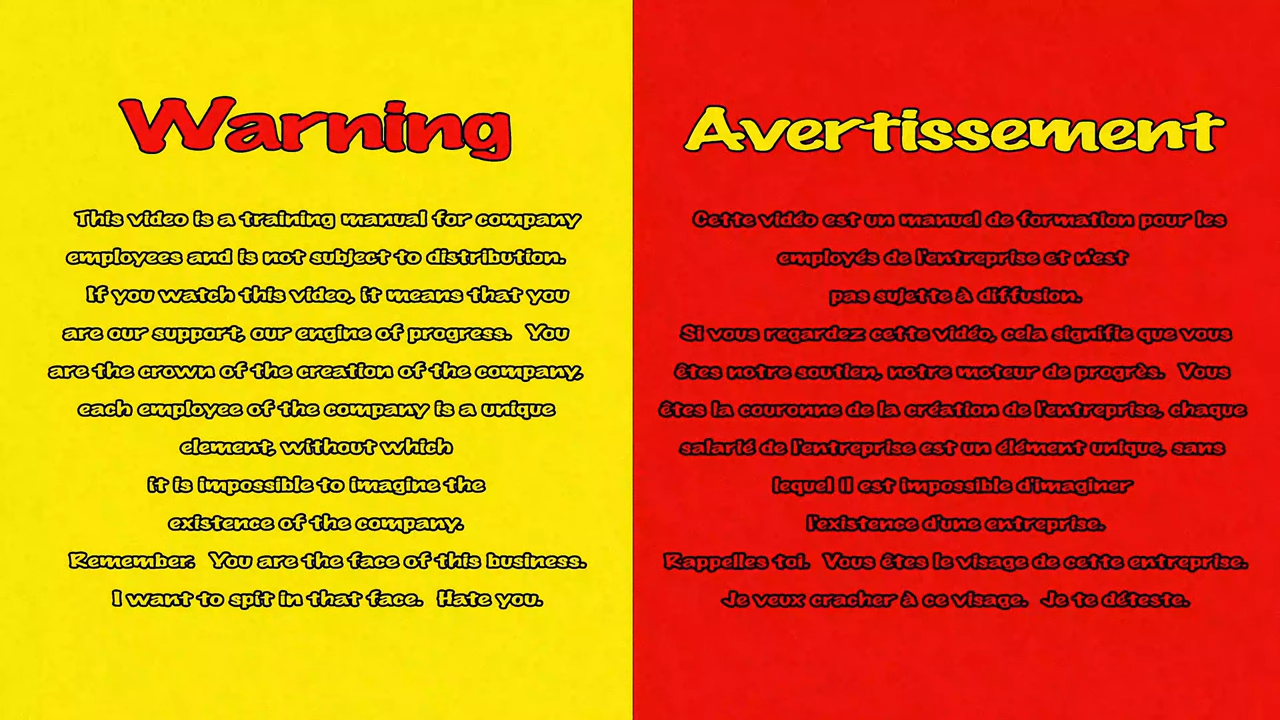 Warning
This video is a training manual for company
employees and is not subject to distribution.
If you watch this video, it means that you
are our support, our engine of progress. You
are the crown of the creation of the company,
each employee of the company is a unique
element, without which
it is impossible to imagine the
existence of the company.
Remember. You are the face of this business.
I want to spit in that face. Hate you.
Avertissement
Cette vidéo est un manuel de formation pour les
employés de l'entreprise et n'est
pas sujette à diffusion.
Si vous regardez cette vidéo, cela signifie que vous
êtes notre soutien, notre moteur de progrès. Vous
êtes la couronne de la création de l'entreprise, chaque
salarié de l'entreprise est un élément unique, sans
lequel il est impossible d'imaginer
l'existence d'une entreprise.
Rappelles toi. Vous êtes le visage de cette entreprise.
Je veux cracher à ce visage. Je te déteste.